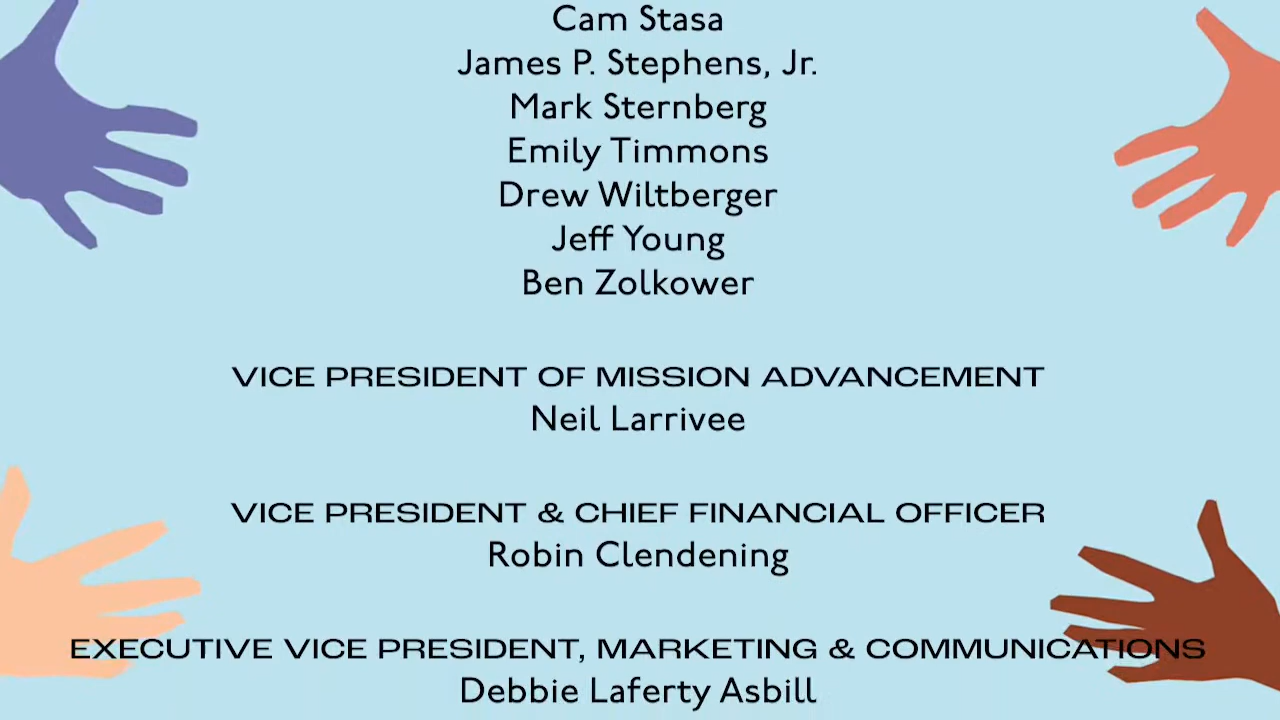 Cam Stasa
James P. Stephens, Jr.
Mark Sternberg
Emily Timmons
Drew Wiltberger
Jeff Young
Ben Zolkower
VICE PRESIDENT OF MISSION ADVANCEMENT
Neil Larrivee
VICE PRESIDENT & CHIEF FINANCIAL OFFICER
Robin Clendening
EXECUTIVE VICE PRESIDENT, MARKETING & COMMUNICATIONS
Debbie Laferty Asbill